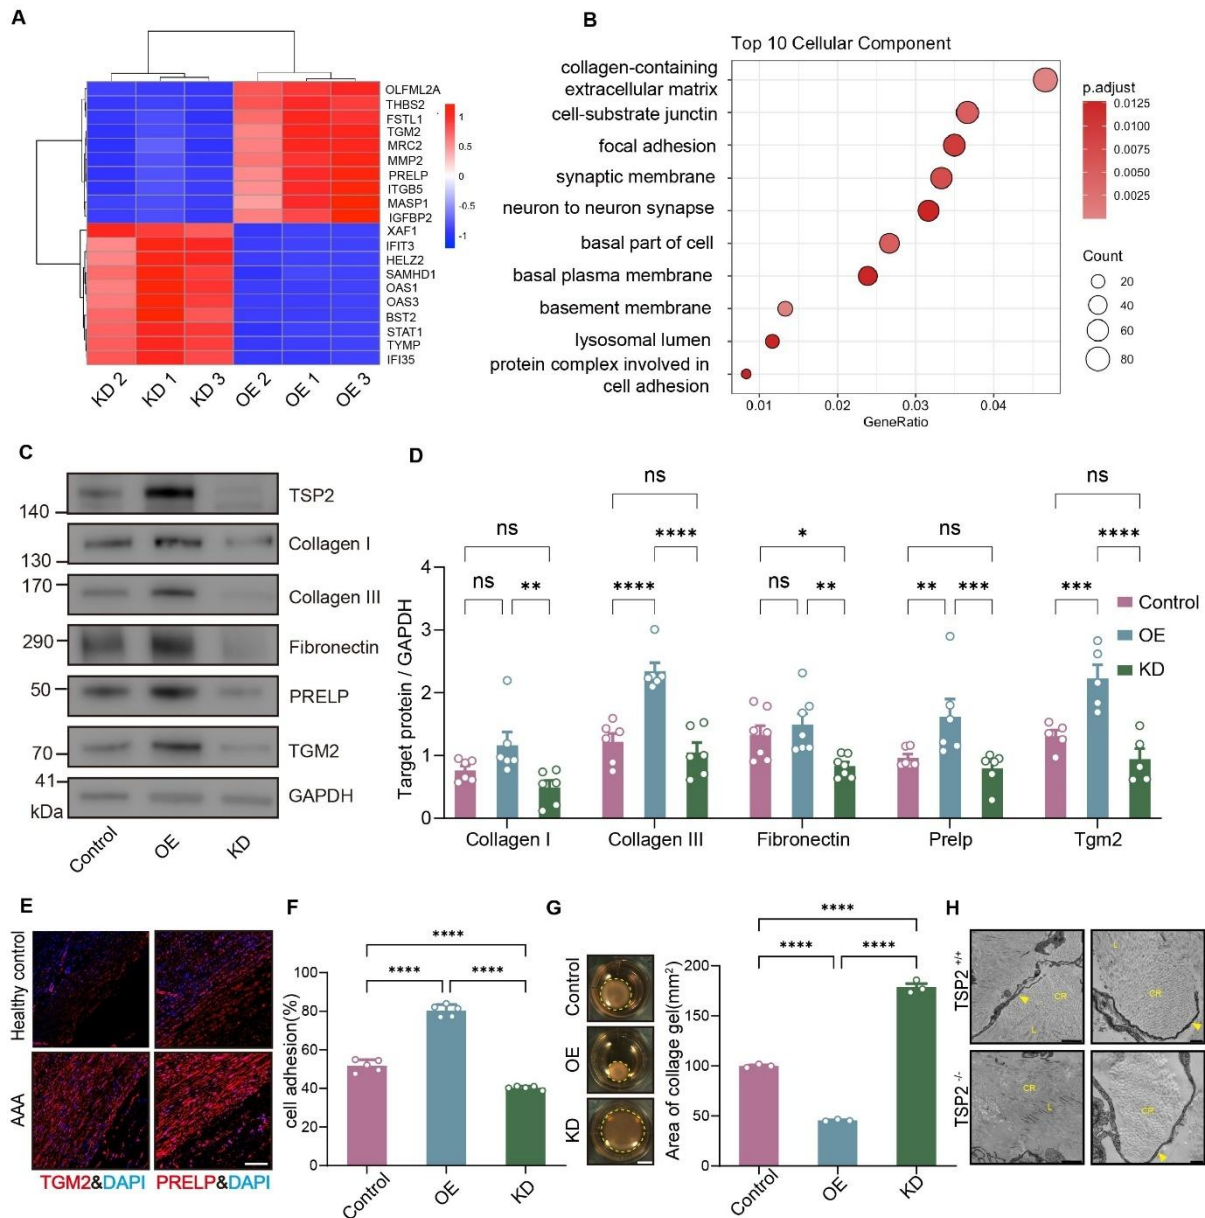 A
OLFML2A
THBS2
FSTL1
TGM2
MRC2
MMP2
PRELP
ITGB5
MASP1
IGFBP2
XAF1
IFIT3
HELZ2
SAMHD1
OAS1
OAS3
BST2
STAT1
TYMP
IFI35
1
0.5
0
-0.5
-1
KD 2
KD 1
KD 3
OE 2
OE 1
OE 3
B
Top 10 Cellular Component
collagen-containing
extracellular matrix
cell-substrate junctin
focal adhesion
synaptic membrane
neuron to neuron synapse
basal part of cell
basal plasma membrane
basement membrane
lysosomal lumen
protein complex involved in
cell adhesion
0.01 0.02 0.03 0.04
GeneRatio
p.adjust
0.0125
0.0100
0.0075
0.0050
0.0025
Count
20
40
60
80
C
TSP2
140
Collagen I
130
170
Collagen III
290
Fibronectin
50
PRELP
70
TGM2
41
GAPDH
kDa
Control
OE
KD
D
ns
ns
ns
****
*
ns
****
ns
**
****
ns
**
**
***
***
Control
OE
KD
4
3
2
1
0
Target protein / GAPDH
Collagen I
Collagen III
Fibronectin
Prelp
Tgm2
E
Healthy control
AAA
TGM2&DAPI
PRELP&DAPI
F
****
****
****
100
80
60
40
20
0
cell adhesion(%)
Control
OE
KD
G
Control
OE
KD
****
****
****
200
150
100
50
0
Area of collage gel(mm²)
Control
OE
KD
H
TSP2 +/+
L
CR
L
CR
TSP2 -/-
CR
L
CR